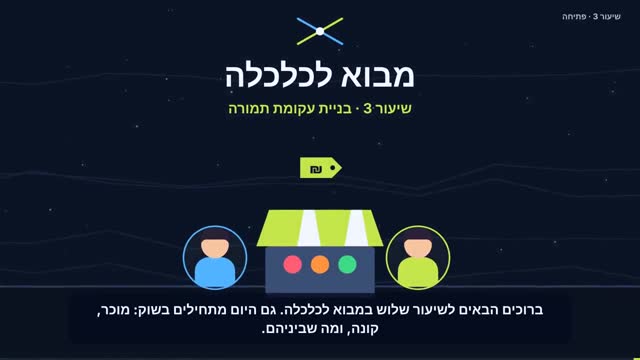 שיעור 3 · פתיחה
מבוא לכלכלה
שיעור 3 · בניית עקומת תמורה
₪
ברוכים הבאים לשיעור שלוש במבוא לכלכלה. גם היום מתחילים בשוק: מוכר,
קונה, ומה שביניהם.